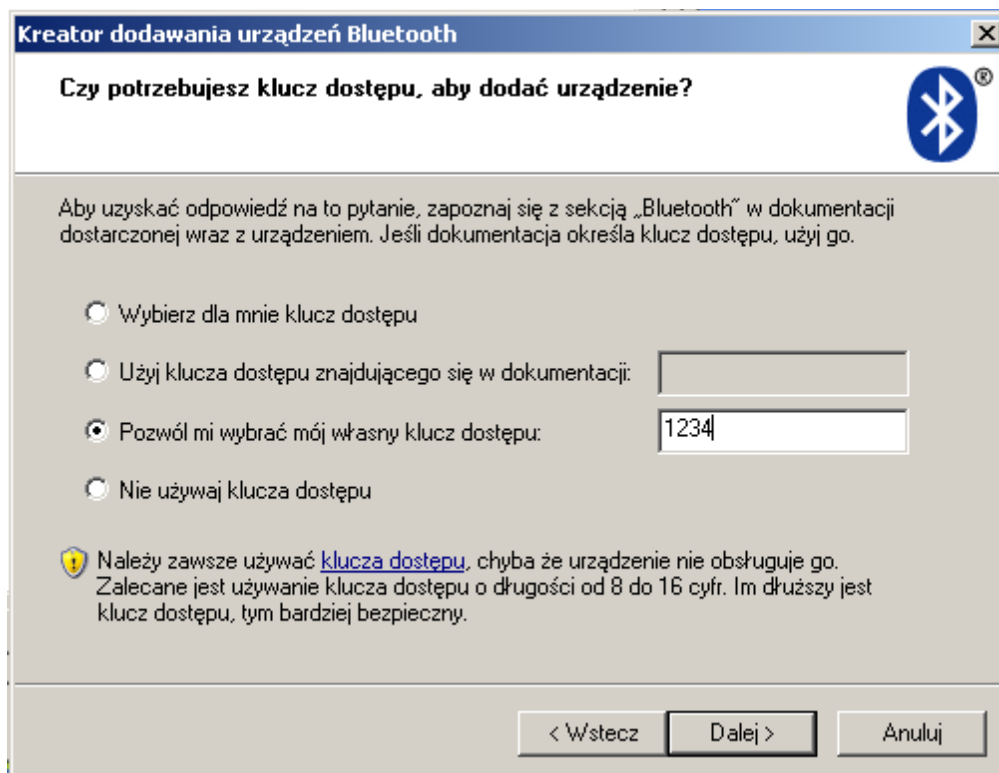 Kreator dodawania urządzeń Bluetooth
Czy potrzebujesz klucz dostępu, aby dodać urządzenie?
®
Aby uzyskać odpowiedź na to pytanie, zapoznaj się z sekcją „Bluetooth” w dokumentacji
dostarczonej wraz z urządzeniem. Jeśli dokumentacja określa klucz dostępu, użyj go.
Wybierz dla mnie klucz dostępu
Użyj klucza dostępu znajdującego się w dokumentacji:
Pozwól mi wybrać mój własny klucz dostępu: 1234
Nie używaj klucza dostępu
Należy zawsze używać klucza dostępu, chyba że urządzenie nie obsługuje go.
Zalecane jest używanie klucza dostępu o długości od 8 do 16 cyfr. Im dłuższy jest
klucz dostępu, tym bardziej bezpieczny.
< Wstecz Dalej > Anuluj